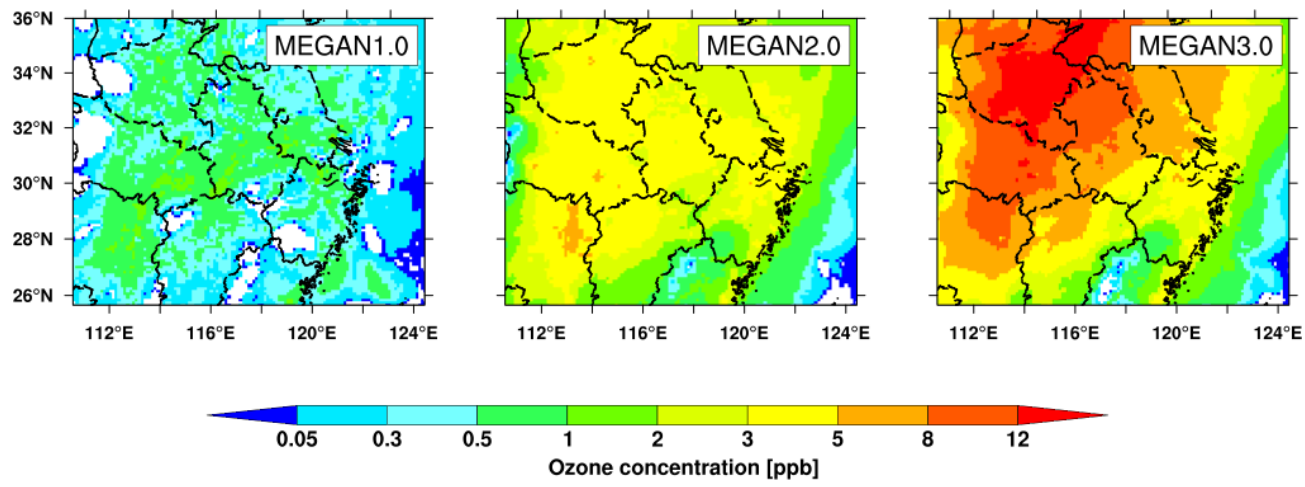 36°N
34°N
32°N
30°N
28°N
26°N
MEGAN1.0
112°E 116°E 120°E 124°E
MEGAN2.0
112°E 116°E 120°E 124°E
MEGAN3.0
112°E 116°E 120°E 124°E
0.05 0.3 0.5 1 2 3 5 8 12
Ozone concentration [ppb]